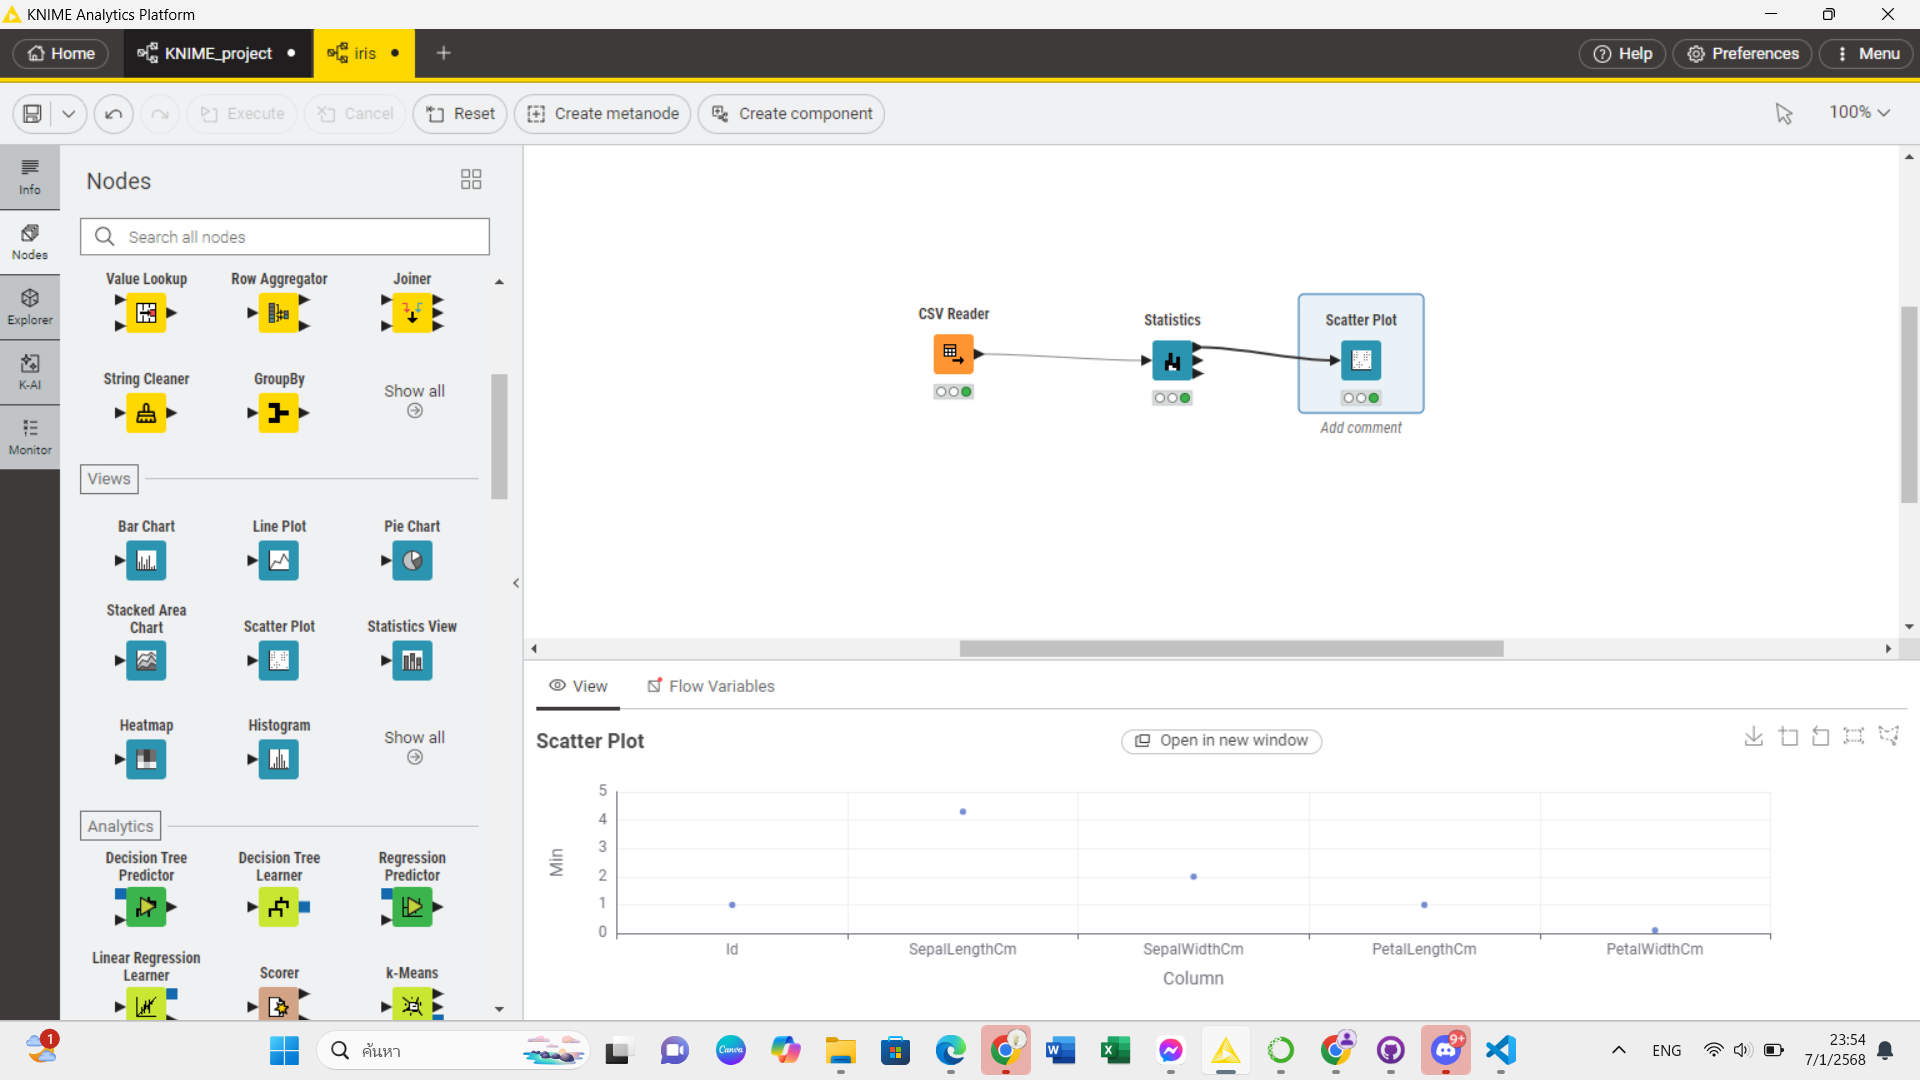 KNIME Analytics Platform
Home
KNIME_project
iris
Help
Preferences
Menu
Execute
Cancel
Reset
Create metanode
Create component
100%
Info
Nodes
Explorer
K-AI
Monitor
Nodes
Search all nodes
Value Lookup
Row Aggregator
Joiner
String Cleaner
GroupBy
Show all
Views
Bar Chart
Line Plot
Pie Chart
Stacked Area
Chart
Scatter Plot
Statistics View
Heatmap
Histogram
Show all
Analytics
Decision Tree
Predictor
Decision Tree
Learner
Regression
Predictor
Linear Regression
Learner
Scorer
k-Means
CSV Reader
Statistics
Scatter Plot
Add comment
View
Flow Variables
Scatter Plot
Open in new window
5
4
3
2
1
0
Min
Id
SepalLengthCm
SepalWidthCm
PetalLengthCm
PetalWidthCm
Column
1
ค้นหา
Canva
9+
ENG
23:54
7/1/2568